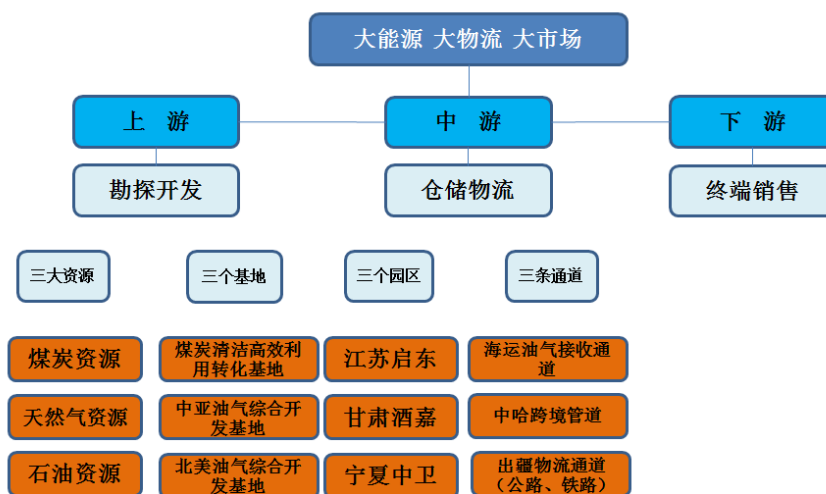 大能源 大物流 大市场
上 游
中 游
下 游
勘探开发
仓储物流
终端销售
三大资源
三个基地
三个园区
三条通道
煤炭资源
煤炭清洁高效利
用转化基地
江苏启东
海运油气接收通
道
天然气资源
中亚油气综合开
发基地
甘肃酒嘉
中哈跨境管道
石油资源
北美油气综合开
发基地
宁夏中卫
出疆物流通道
（公路、铁路）